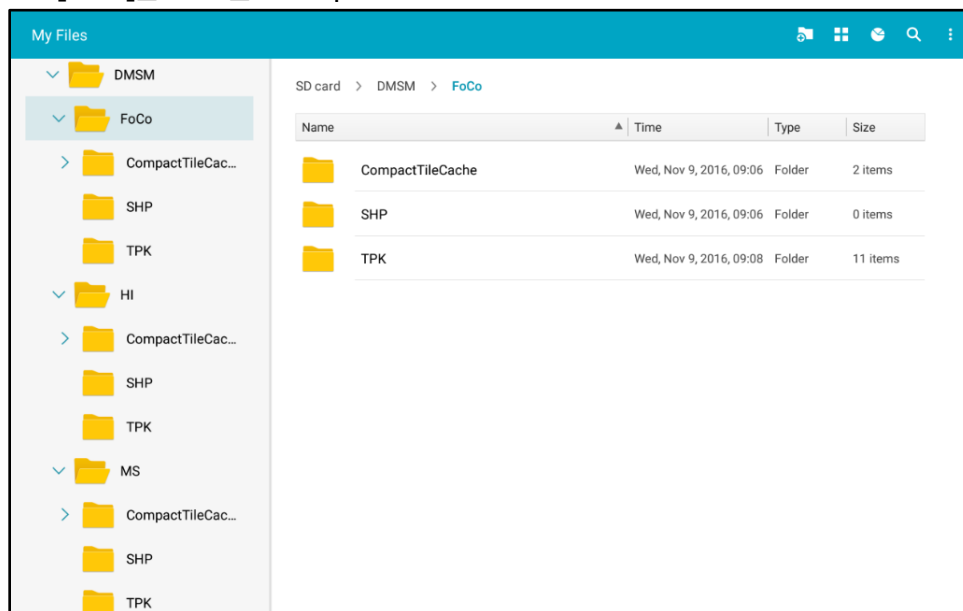 My Files
DMSM
FoCo
CompactTileCac...
SHP
TPK
HI
CompactTileCac...
SHP
TPK
MS
CompactTileCac...
SHP
TPK
SD card > DMSM > FoCo
Name Time Type Size
CompactTileCache Wed, Nov 9, 2016, 09:06 Folder 2 items
SHP Wed, Nov 9, 2016, 09:06 Folder 0 items
TPK Wed, Nov 9, 2016, 09:08 Folder 11 items